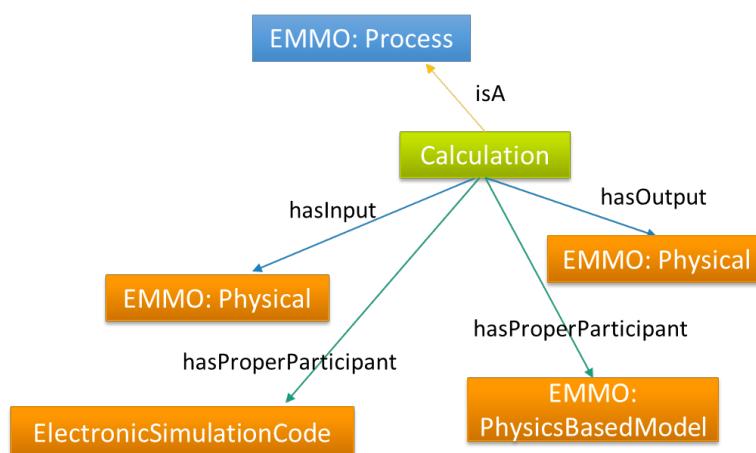 EMMO: Process
isA
Calculation
hasInput
hasOutput
EMMO: Physical
EMMO: Physical
hasProperParticipant
hasProperParticipant
ElectronicSimulationCode
EMMO:
PhysicsBasedModel